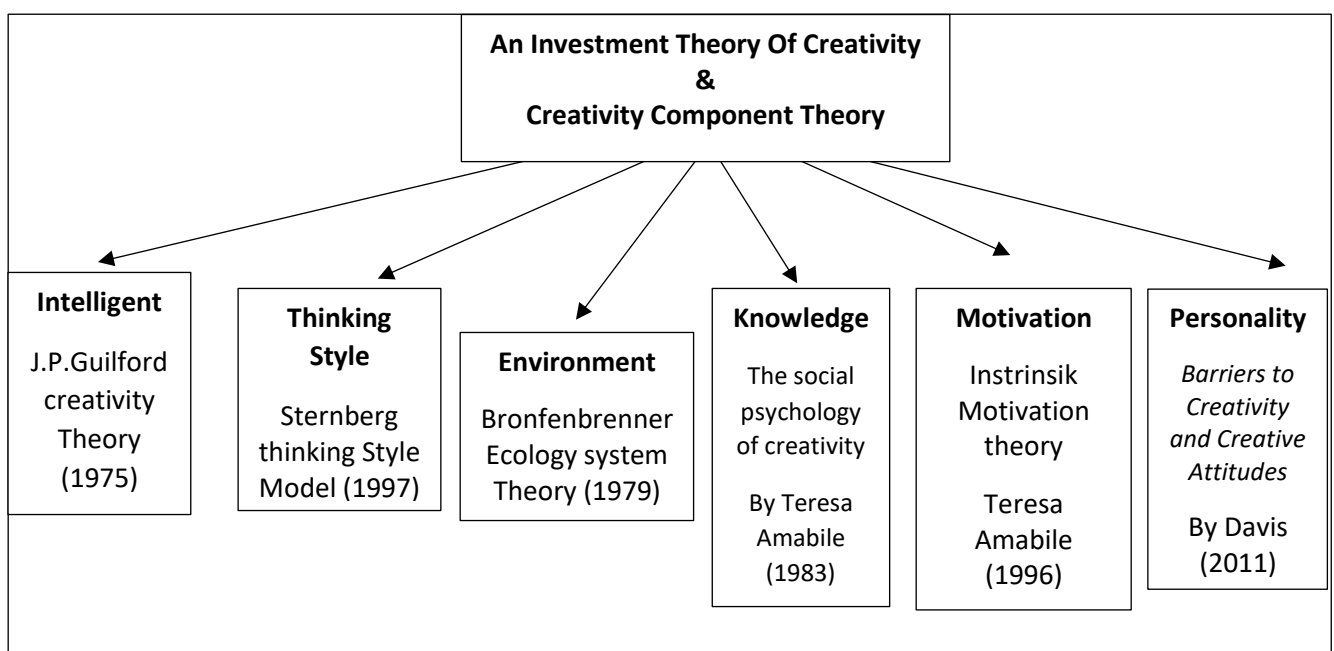 An Investment Theory Of Creativity
&
Creativity Component Theory
Intelligent
J.P.Guilford
creativity
Theory
(1975)
Thinking
Style
Sternberg
thinking Style
Model (1997)
Environment
Bronfenbrenner
Ecology system
Theory (1979)
Knowledge
The social
psychology
of creativity
By Teresa
Amabile
(1983)
Motivation
Instrinsik
Motivation
theory
Teresa
Amabile
(1996)
Personality
Barriers to
Creativity
and Creative
Attitudes
By Davis
(2011)